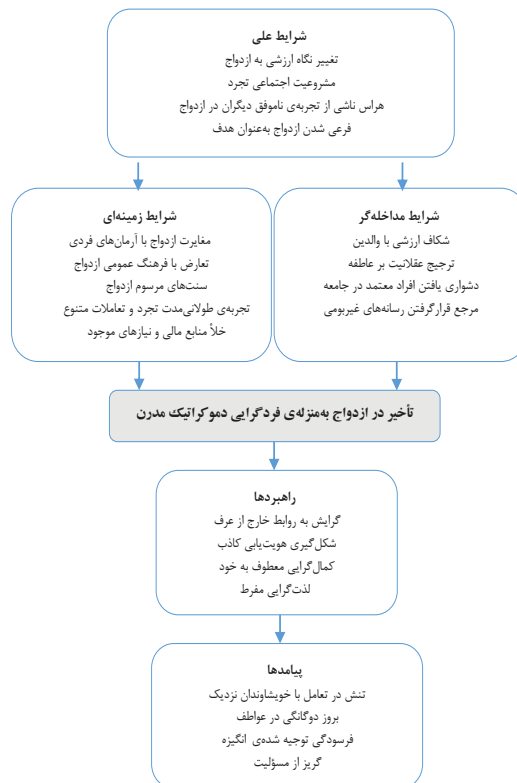 شرایط علی
تغییر نگاه ارزشی به ازدواج
مشروعیت اجتماعی تجرد
هراس ناشی از تجربه‌ی ناموفق دیگران در ازدواج
فرعی شدن ازدواج به‌عنوان هدف
شرایط مداخله‌گر
شکاف ارزشی با والدین
ترجیح عقلانیت بر عاطفه
دشواری یافتن افراد معتمد در جامعه
مرجع قرارگرفتن رسانه‌های غیربومی
شرایط زمینه‌ای
مغایرت ازدواج با آرمان‌های فردی
تعارض با فرهنگ عمومی ازدواج
سنت‌های مرسوم ازدواج
تجربه‌ی طولانی‌مدت تجرد و تعاملات متنوع
خلأ منابع مالی و نیازهای موجود
تأخیر در ازدواج به‌منزله‌ی فردگرایی دموکراتیک مدرن
راهبردها
گرایش به روابط خارج از عرف
شکل‌گیری هویت‌یابی کاذب
کمال‌گرایی معطوف به خود
لذت‌گرایی مفرط
پیامدها
تنش در تعامل با خویشاوندان نزدیک
بروز دوگانگی در عواطف
فرسودگی توجیه شده‌ی انگیزه
گریز از مسؤلیت